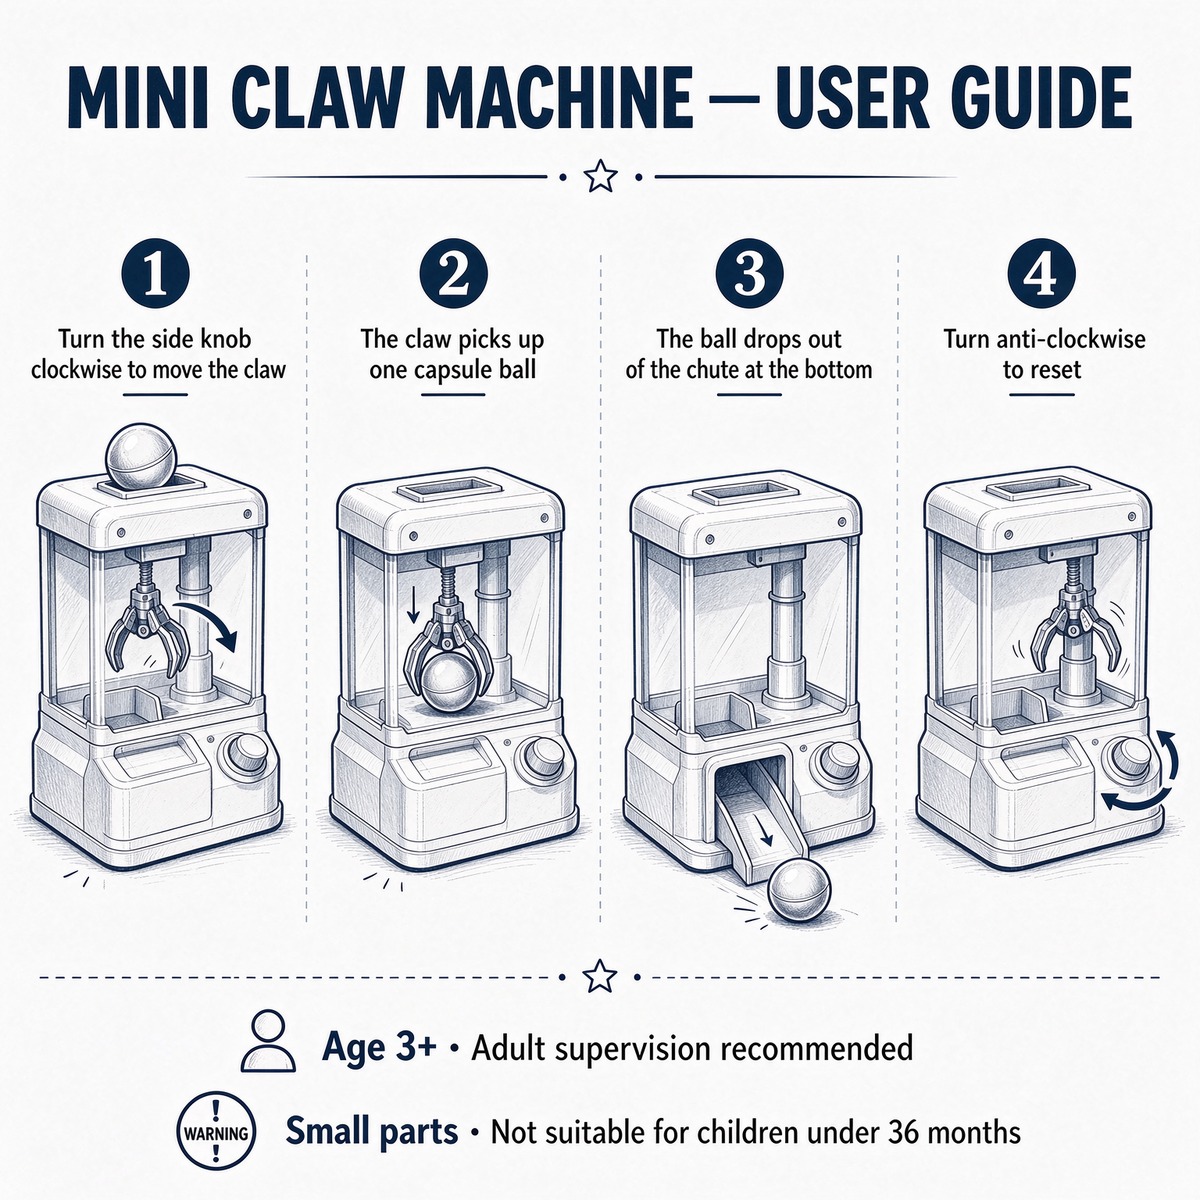 MINI CLAW MACHINE — USER GUIDE
1
Turn the side knob
clockwise to move the claw
2
The claw picks up
one capsule ball
3
The ball drops out
of the chute at the bottom
4
Turn anti-clockwise
to reset
Age 3+ • Adult supervision recommended
! WARNING !
Small parts • Not suitable for children under 36 months